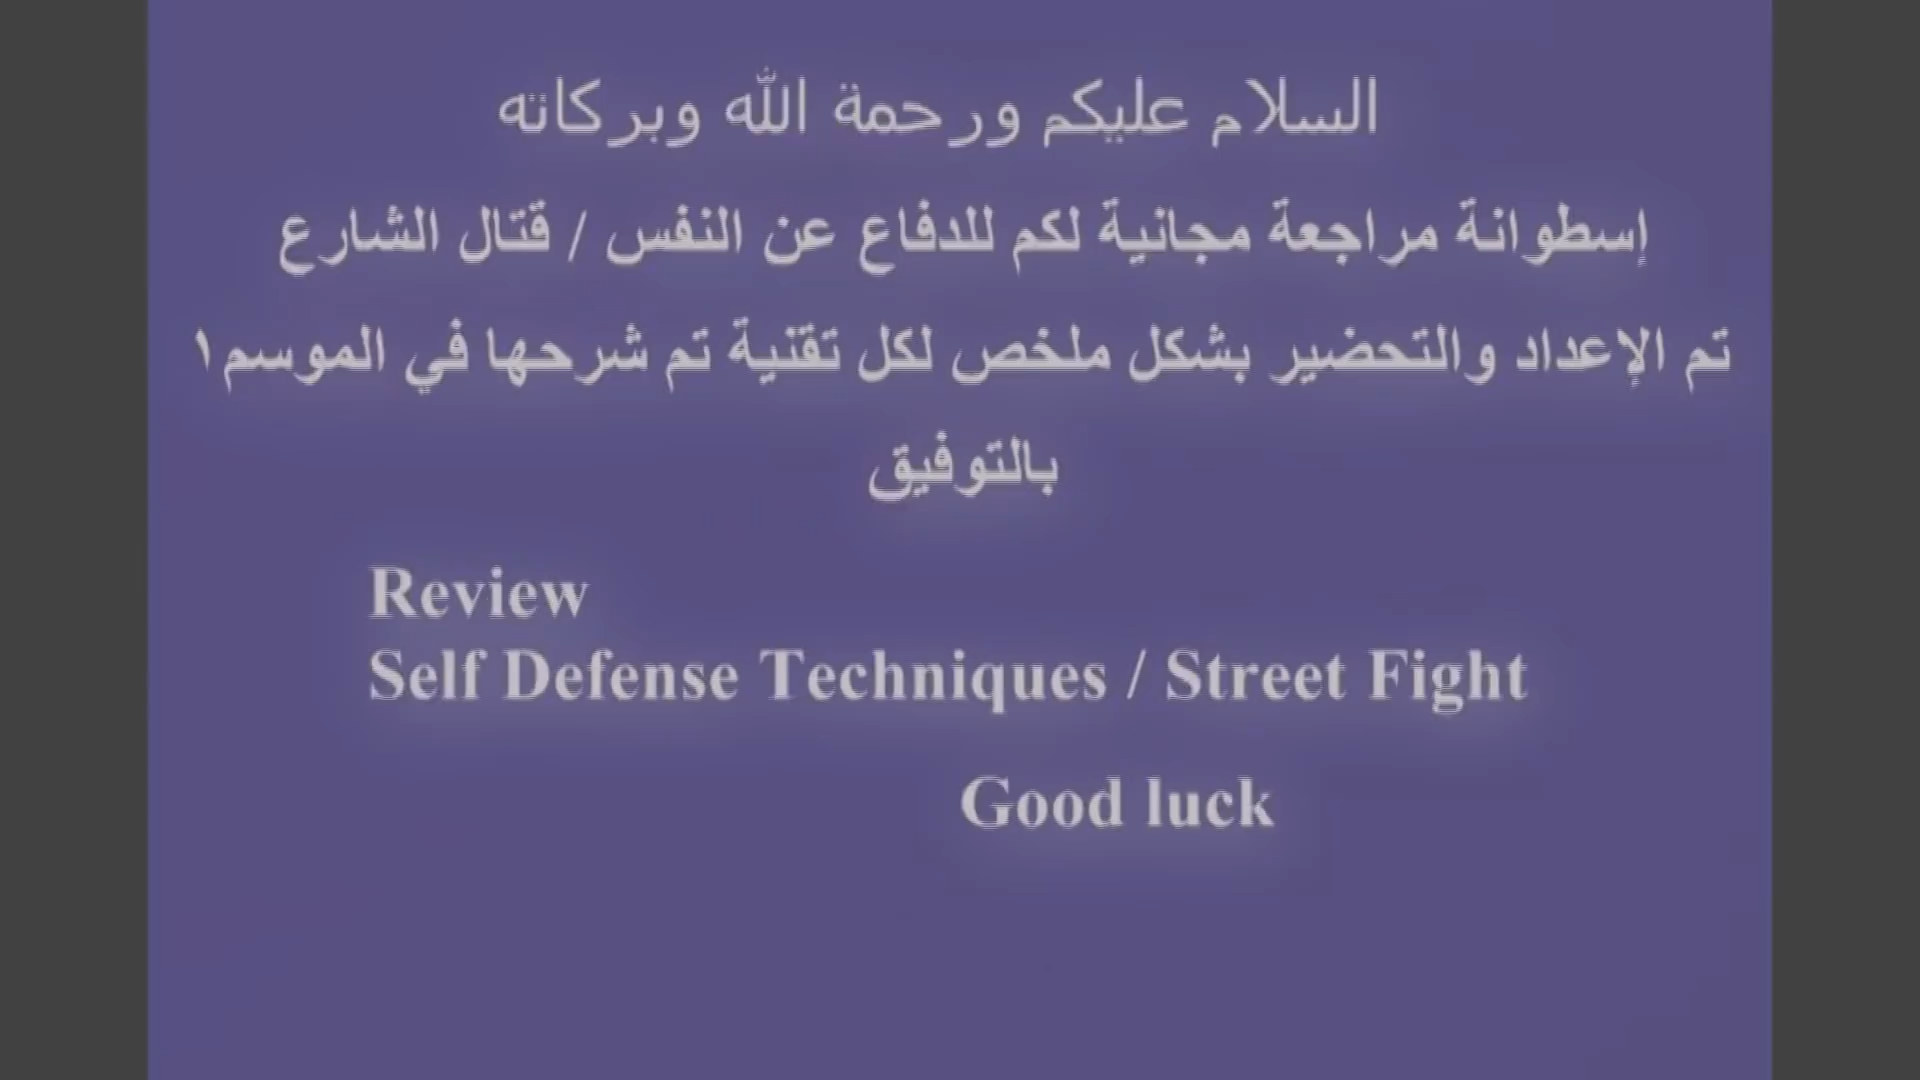 السلام عليكم ورحمة الله وبركاته
إسطوانة مراجعة مجانية لكم للدفاع عن النفس / قتال الشارع
تم الإعداد والتحضير بشكل ملخص لكل تقنية تم شرحها في الموسم١
بالتوفيق
Review
Self Defense Techniques / Street Fight
Good luck